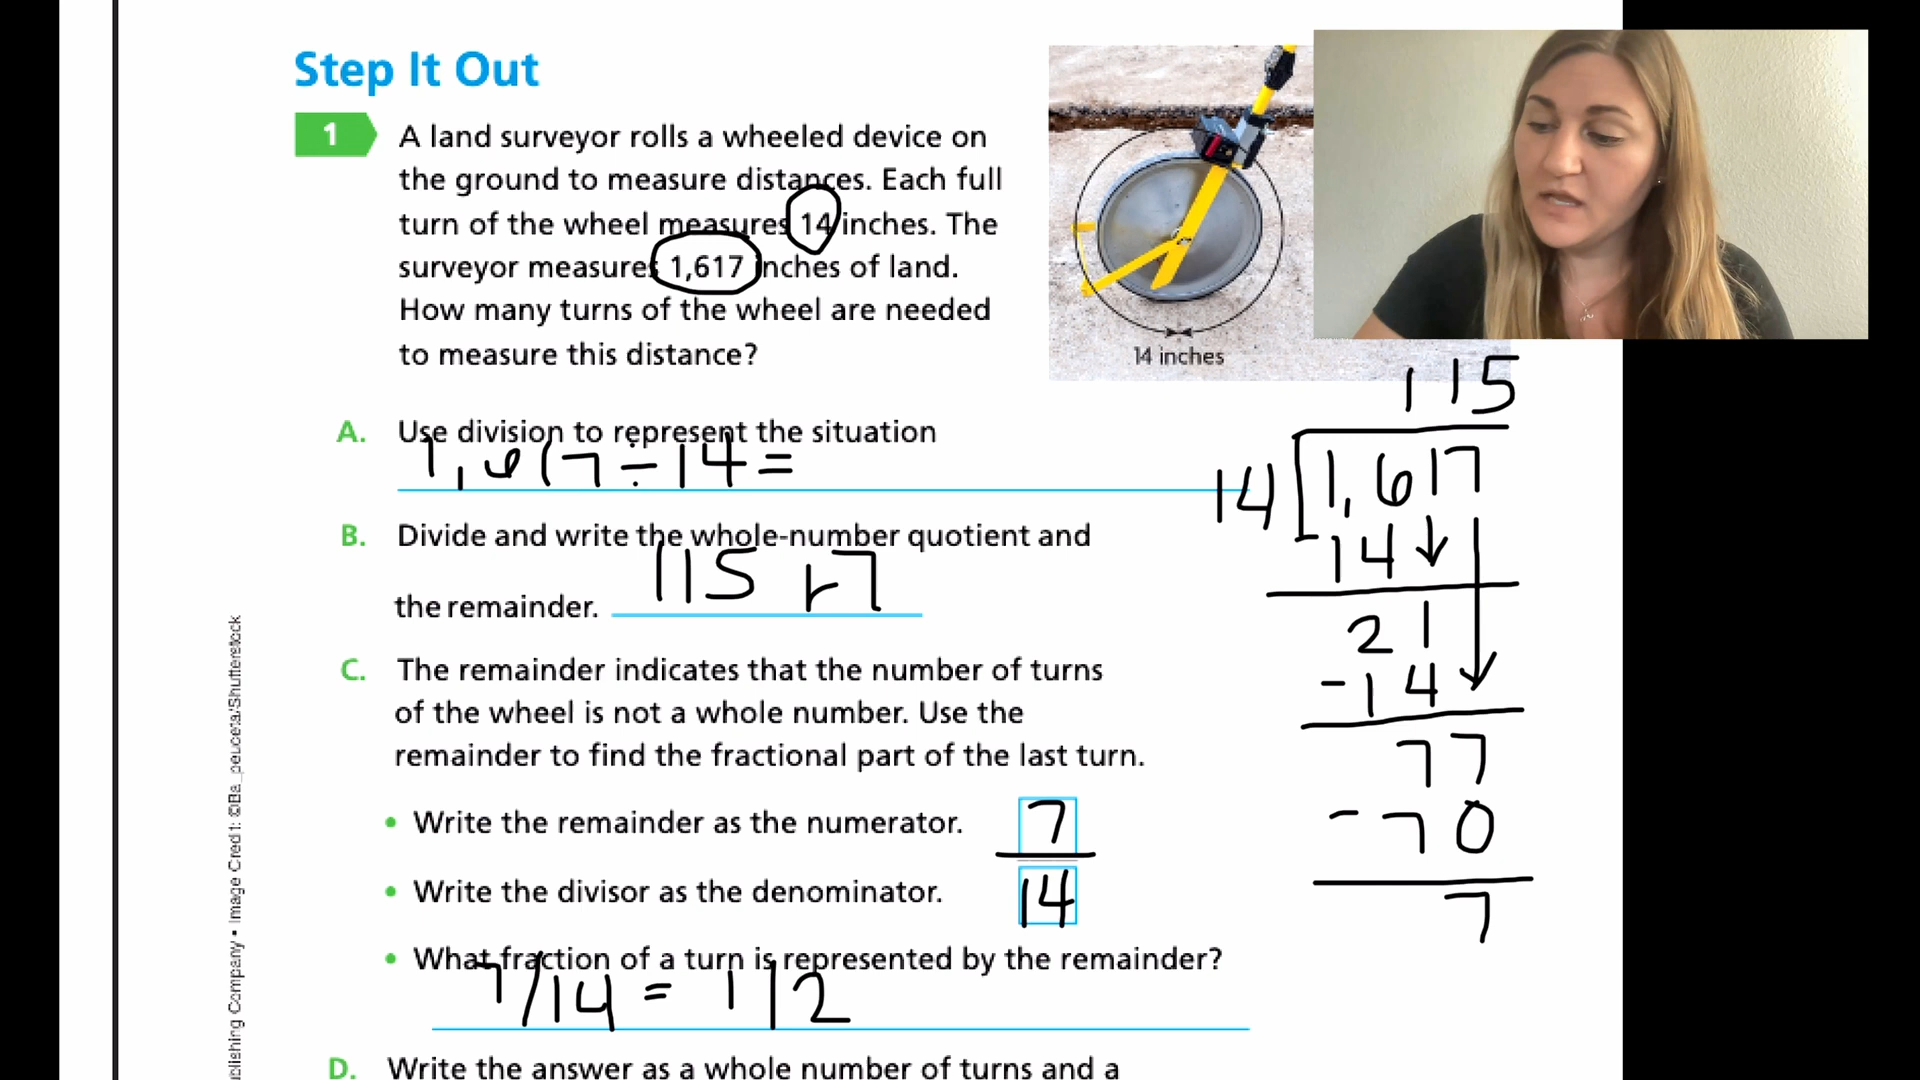 Step It Out
1 A land surveyor rolls a wheeled device on
the ground to measure distances. Each full
turn of the wheel measures 14 inches. The
surveyor measures 1,617 inches of land.
How many turns of the wheel are needed
to measure this distance?
14 inches
A. Use division to represent the situation
1,617 ÷ 14 =
B. Divide and write the whole-number quotient and
the remainder. 115 r7
C. The remainder indicates that the number of turns
of the wheel is not a whole number. Use the
remainder to find the fractional part of the last turn.
• Write the remainder as the numerator. 7
• Write the divisor as the denominator. 14
• What fraction of a turn is represented by the remainder?
7/14 = 1/2
D. Write the answer as a whole number of turns and a
115
14 1,617
-14
21
-14
77
-70
7
blishing Company • Image Credit: ©Ba_peuceta/Shutterstock